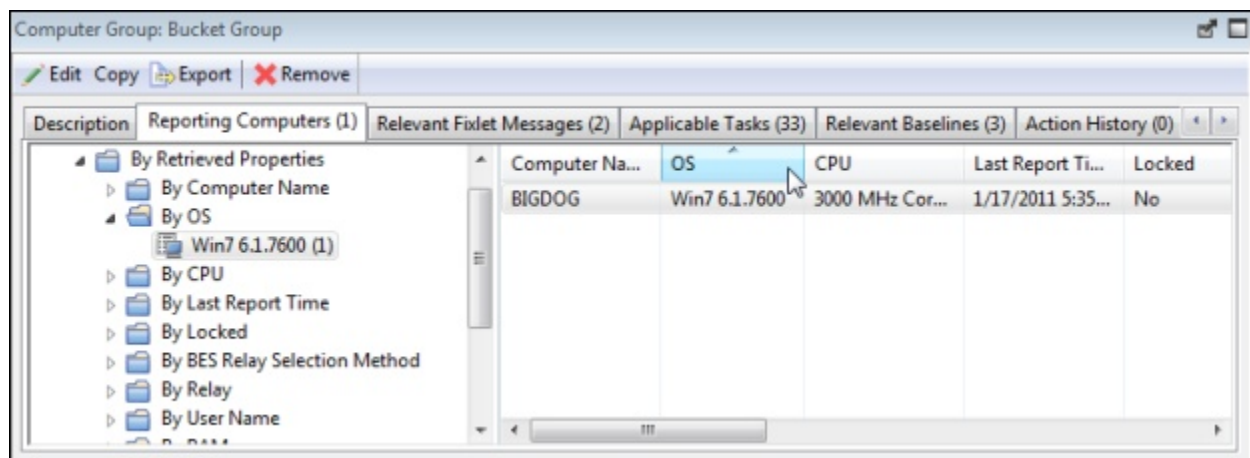 Computer Group: Bucket Group
Edit Copy Export Remove
Description Reporting Computers (1) Relevant Fixlet Messages (2) Applicable Tasks (33) Relevant Baselines (3) Action History (0)
By Retrieved Properties
By Computer Name
By OS
Win7 6.1.7600 (1)
By CPU
By Last Report Time
By Locked
By BES Relay Selection Method
By Relay
By User Name
Computer Na... OS CPU Last Report Ti... Locked
BIGDOG Win7 6.1.7600 3000 MHz Cor... 1/17/2011 5:35... No